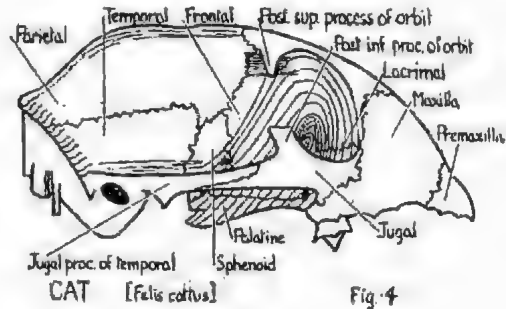 Parietal
Temporal
Frontal
Post. sup. process of orbit
Post inf. proc. of orbit
Lacrimal
Maxilla
Premaxilla
Jugal
Palatine
Sphenoid
Jugal proc. of temporal
CAT [Felis cattus] Fig. 4